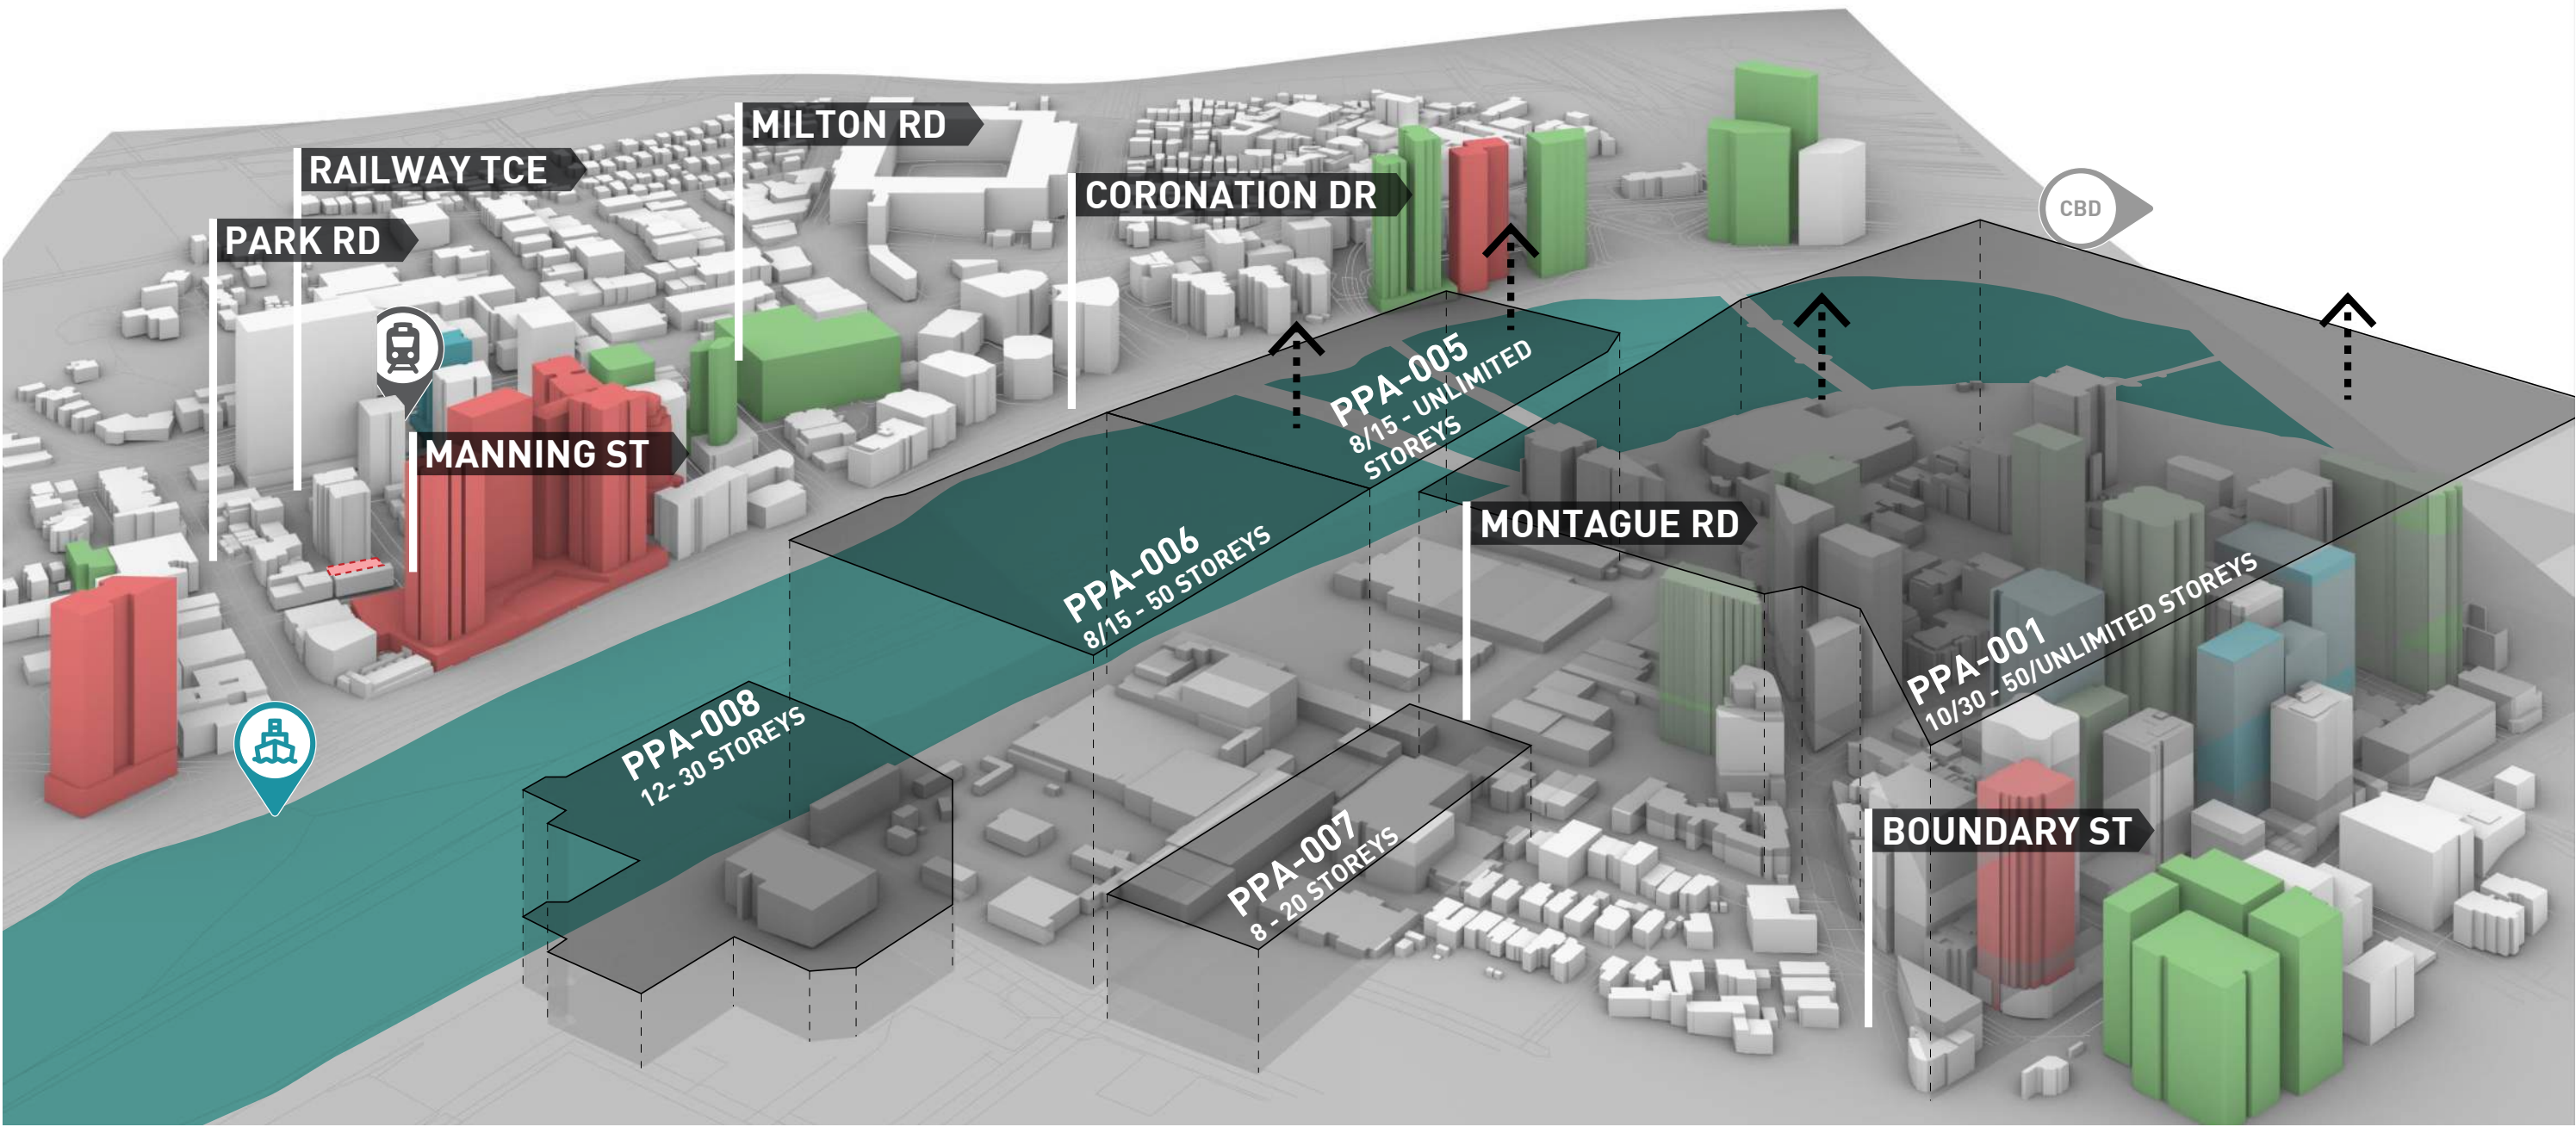 MILTON RD
RAILWAY TCE
CORONATION DR
PARK RD
CBD
PPA-005
8/15 - UNLIMITED
STOREYS
MANNING ST
MONTAGUE RD
PPA-006
8/15 - 50 STOREYS
PPA-001
10/30 - 50/UNLIMITED STOREYS
PPA-008
12- 30 STOREYS
PPA-007
8 - 20 STOREYS
BOUNDARY ST